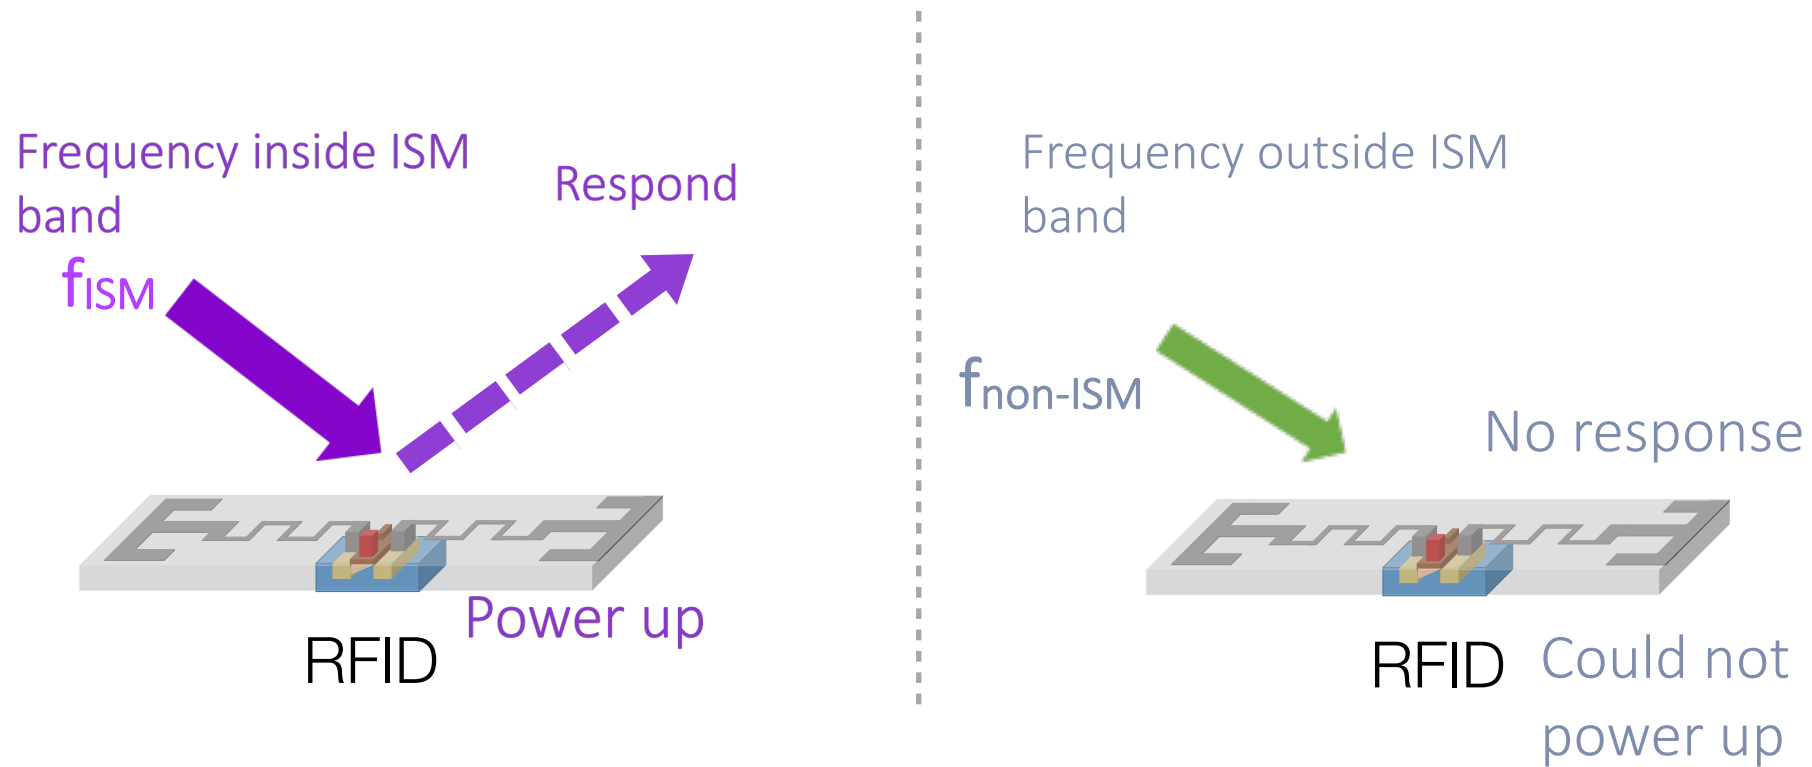 Frequency inside ISM
band
Respond
fISM
Power up
RFID
Frequency outside ISM
band
fnon-ISM
No response
RFID
Could not
power up